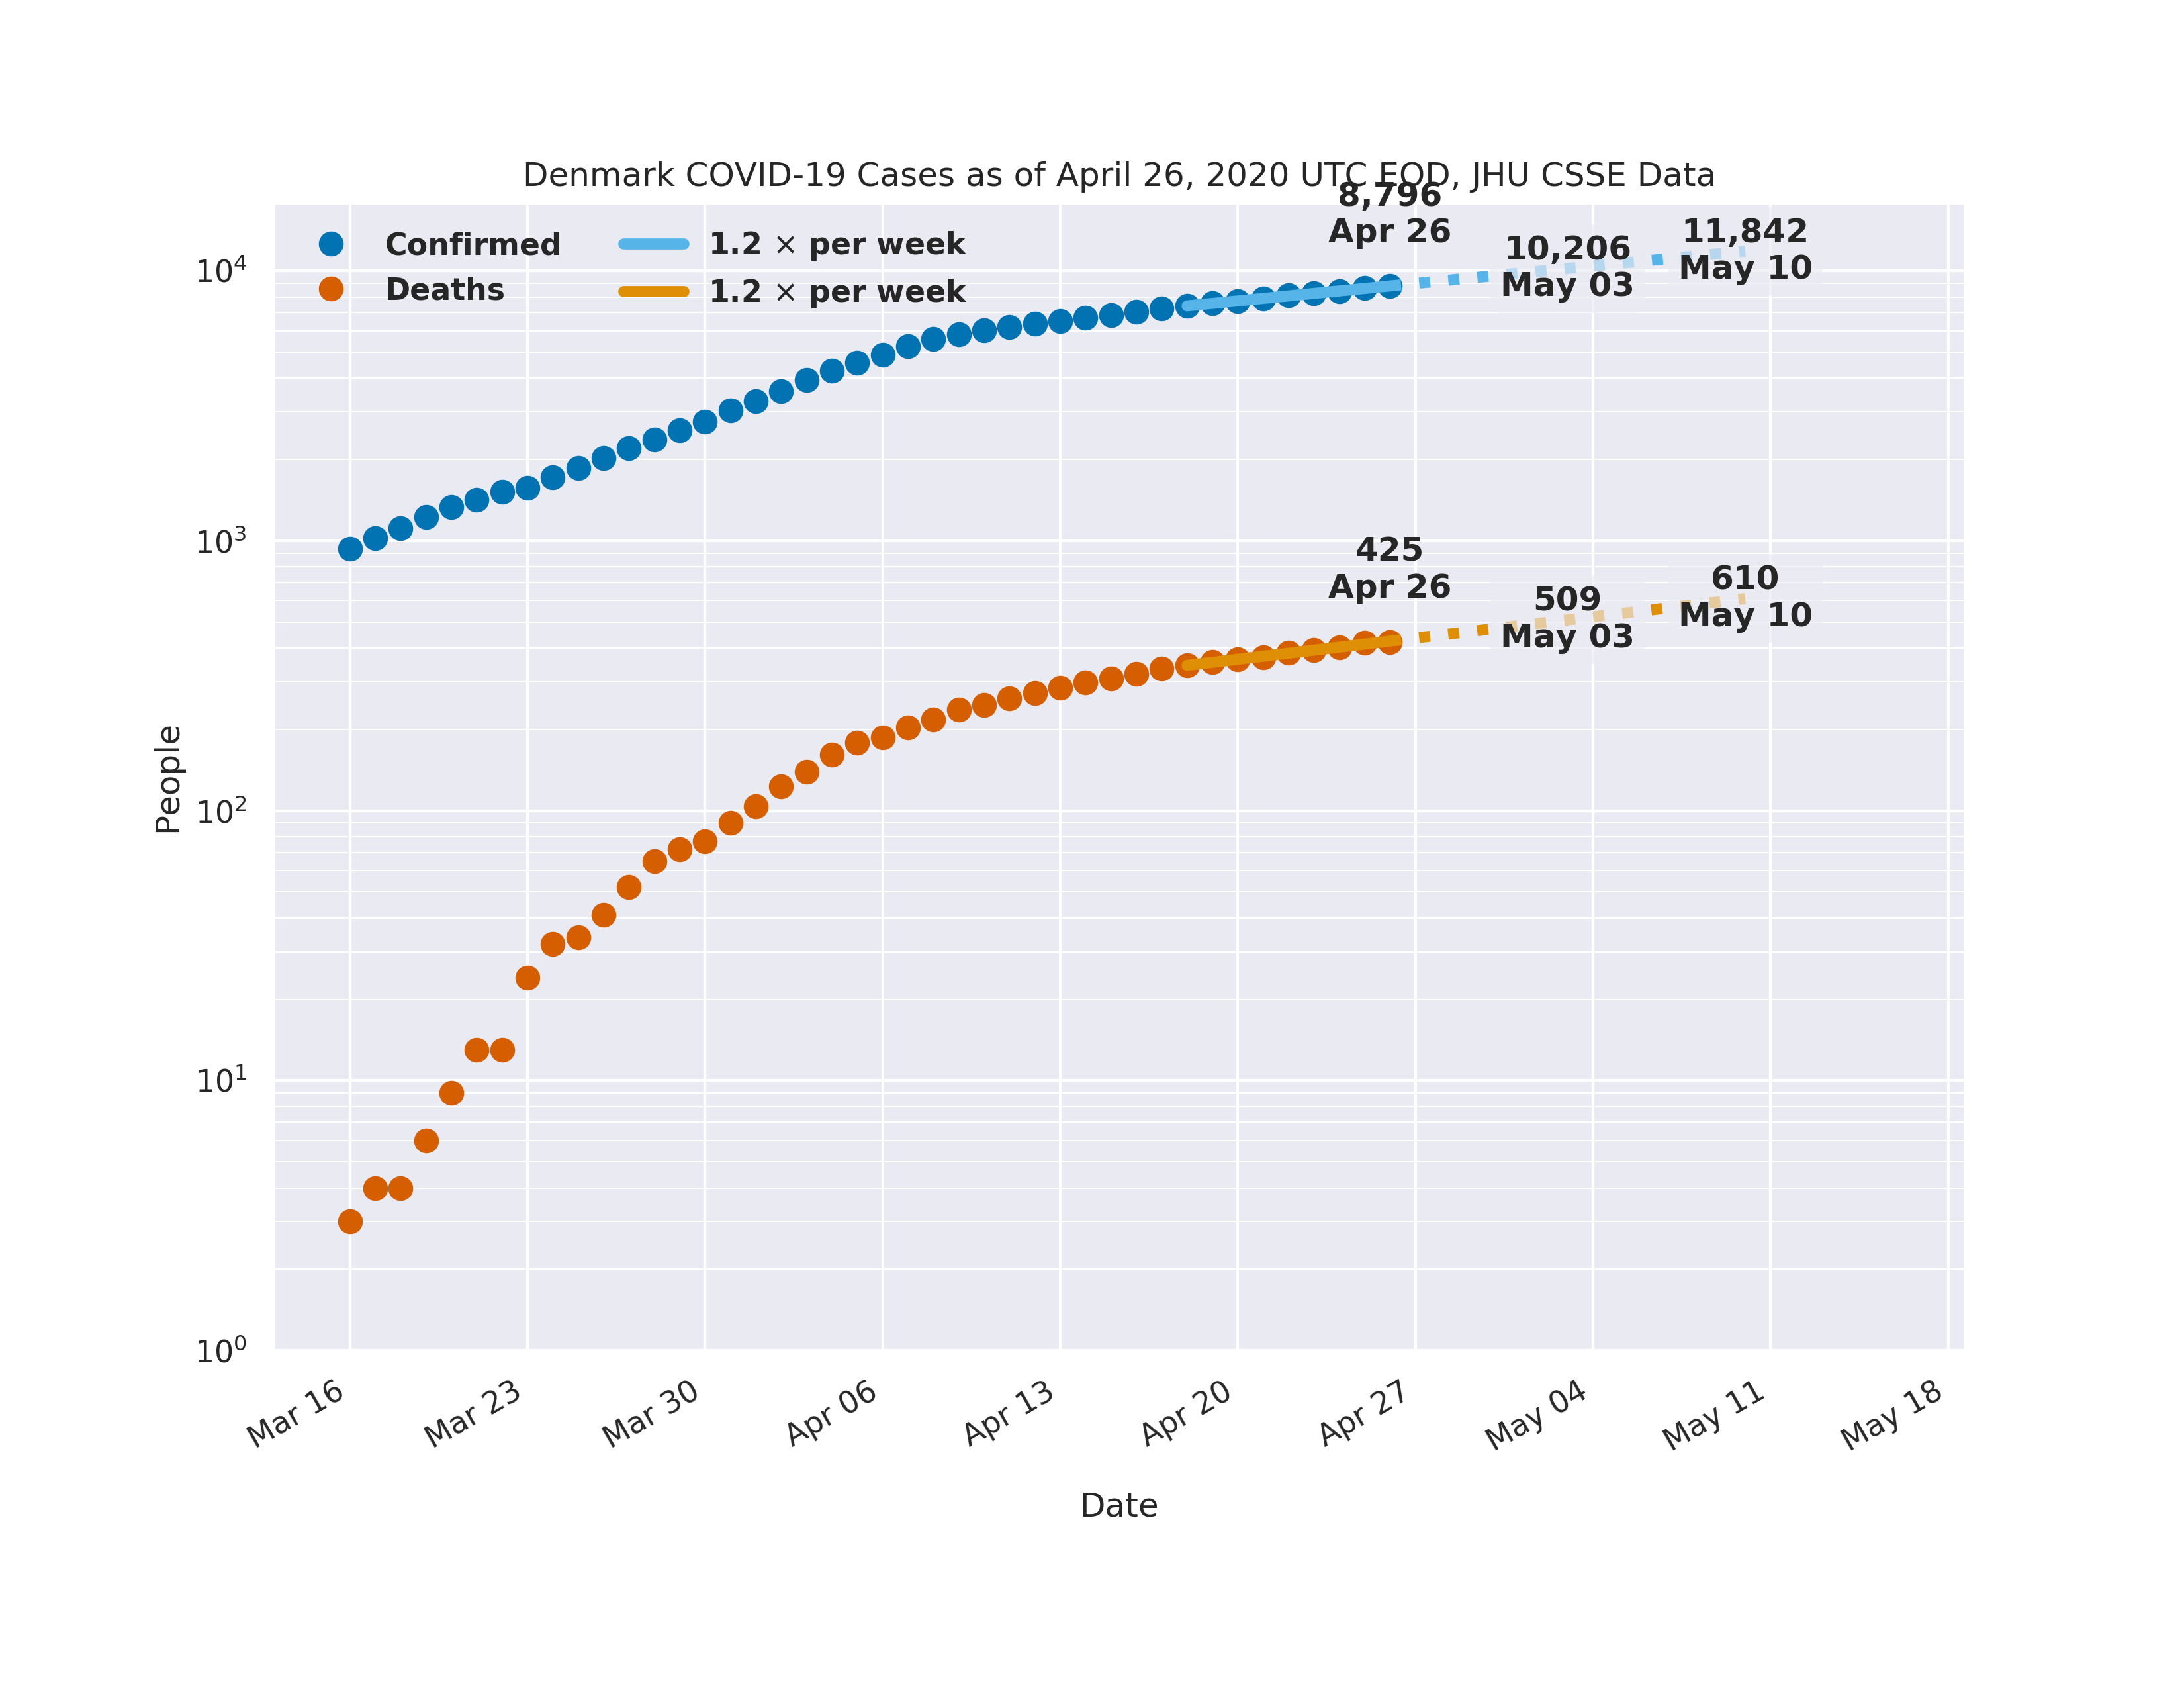 Denmark COVID-19 Cases as of April 26, 2020 UTC EOD, JHU CSSE Data
8,796
Apr 26
10,206
May 03
11,842
May 10
Confirmed
Deaths
1.2 × per week
1.2 × per week
425
Apr 26
509
May 03
610
May 10
People
10⁴
10³
10²
10¹
10⁰
Mar 16
Mar 23
Mar 30
Apr 06
Apr 13
Apr 20
Apr 27
May 04
May 11
May 18
Date